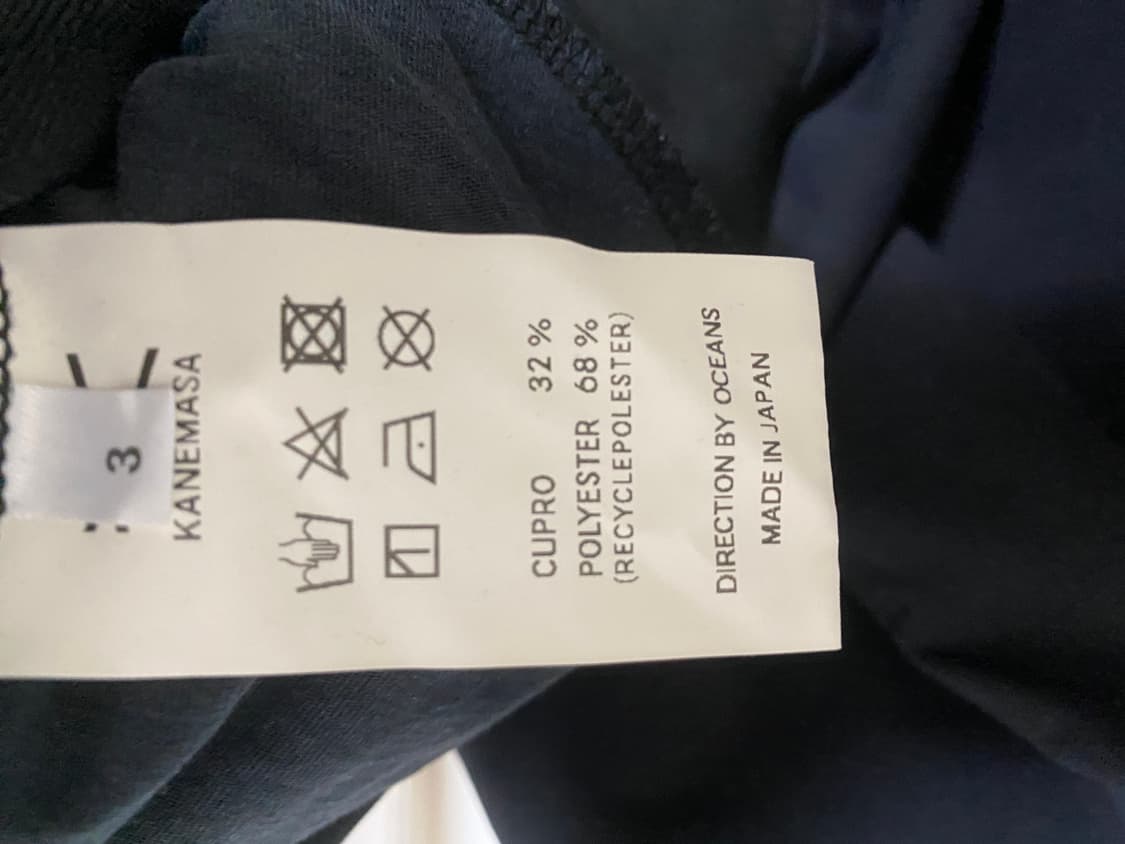 3
KANEMASA
CUPRO 32 %
POLYESTER 68 %
(RECYCLEPOLESTER)
DIRECTION BY OCEANS
MADE IN JAPAN